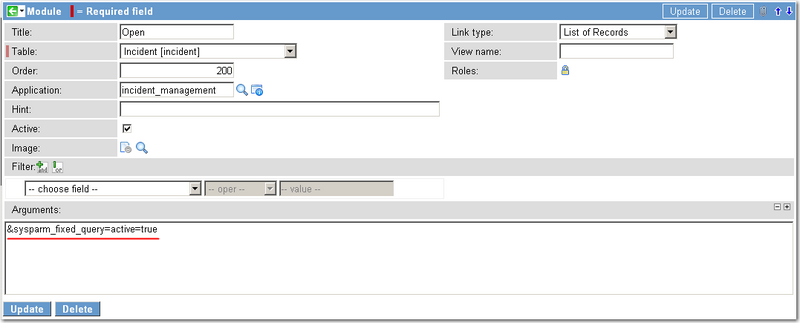 Module = Required field Update Delete
Title: Open Link type: List of Records
Table: Incident [incident] View name:
Order: 200 Roles:
Application: incident_management
Hint:
Active:
Image:
Filter: and or
-- choose field -- -- oper -- -- value --
Arguments:
&sysparm_fixed_query=active=true
Update Delete